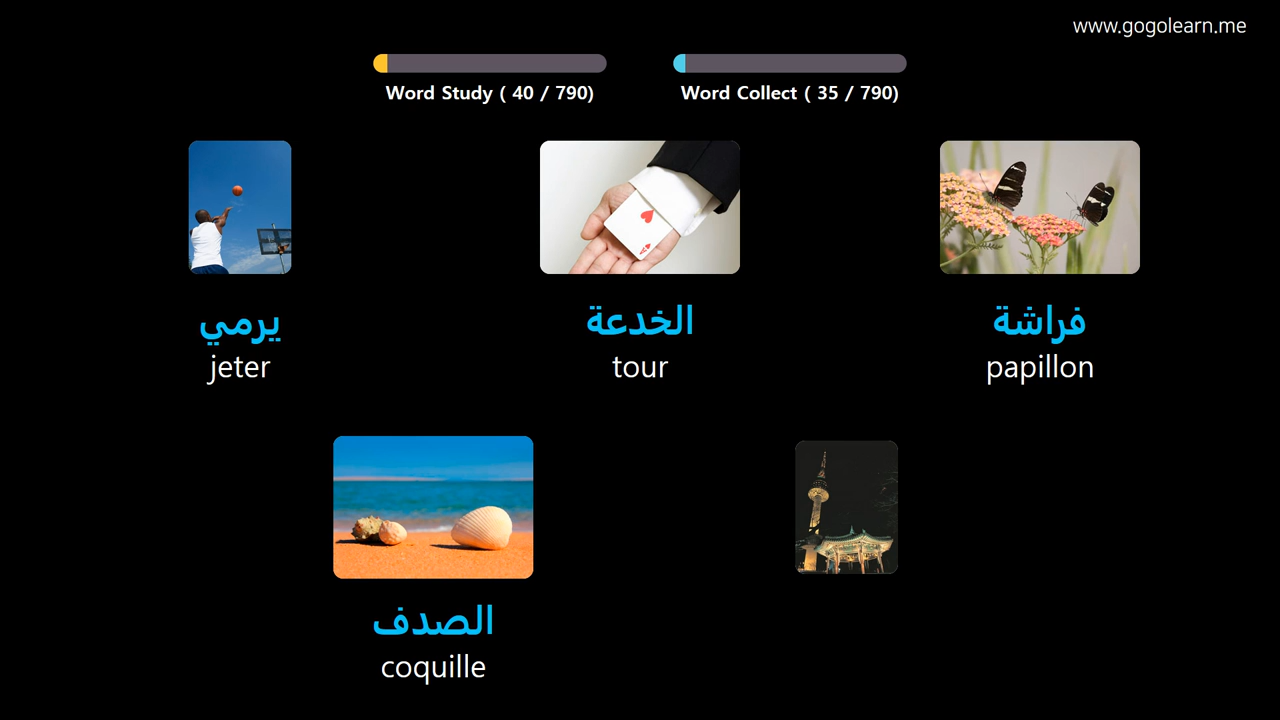 www.gogolearn.me
Word Study ( 40 / 790)
Word Collect ( 35 / 790)
يرمي
jeter
الخدعة
tour
فراشة
papillon
الصدف
coquille